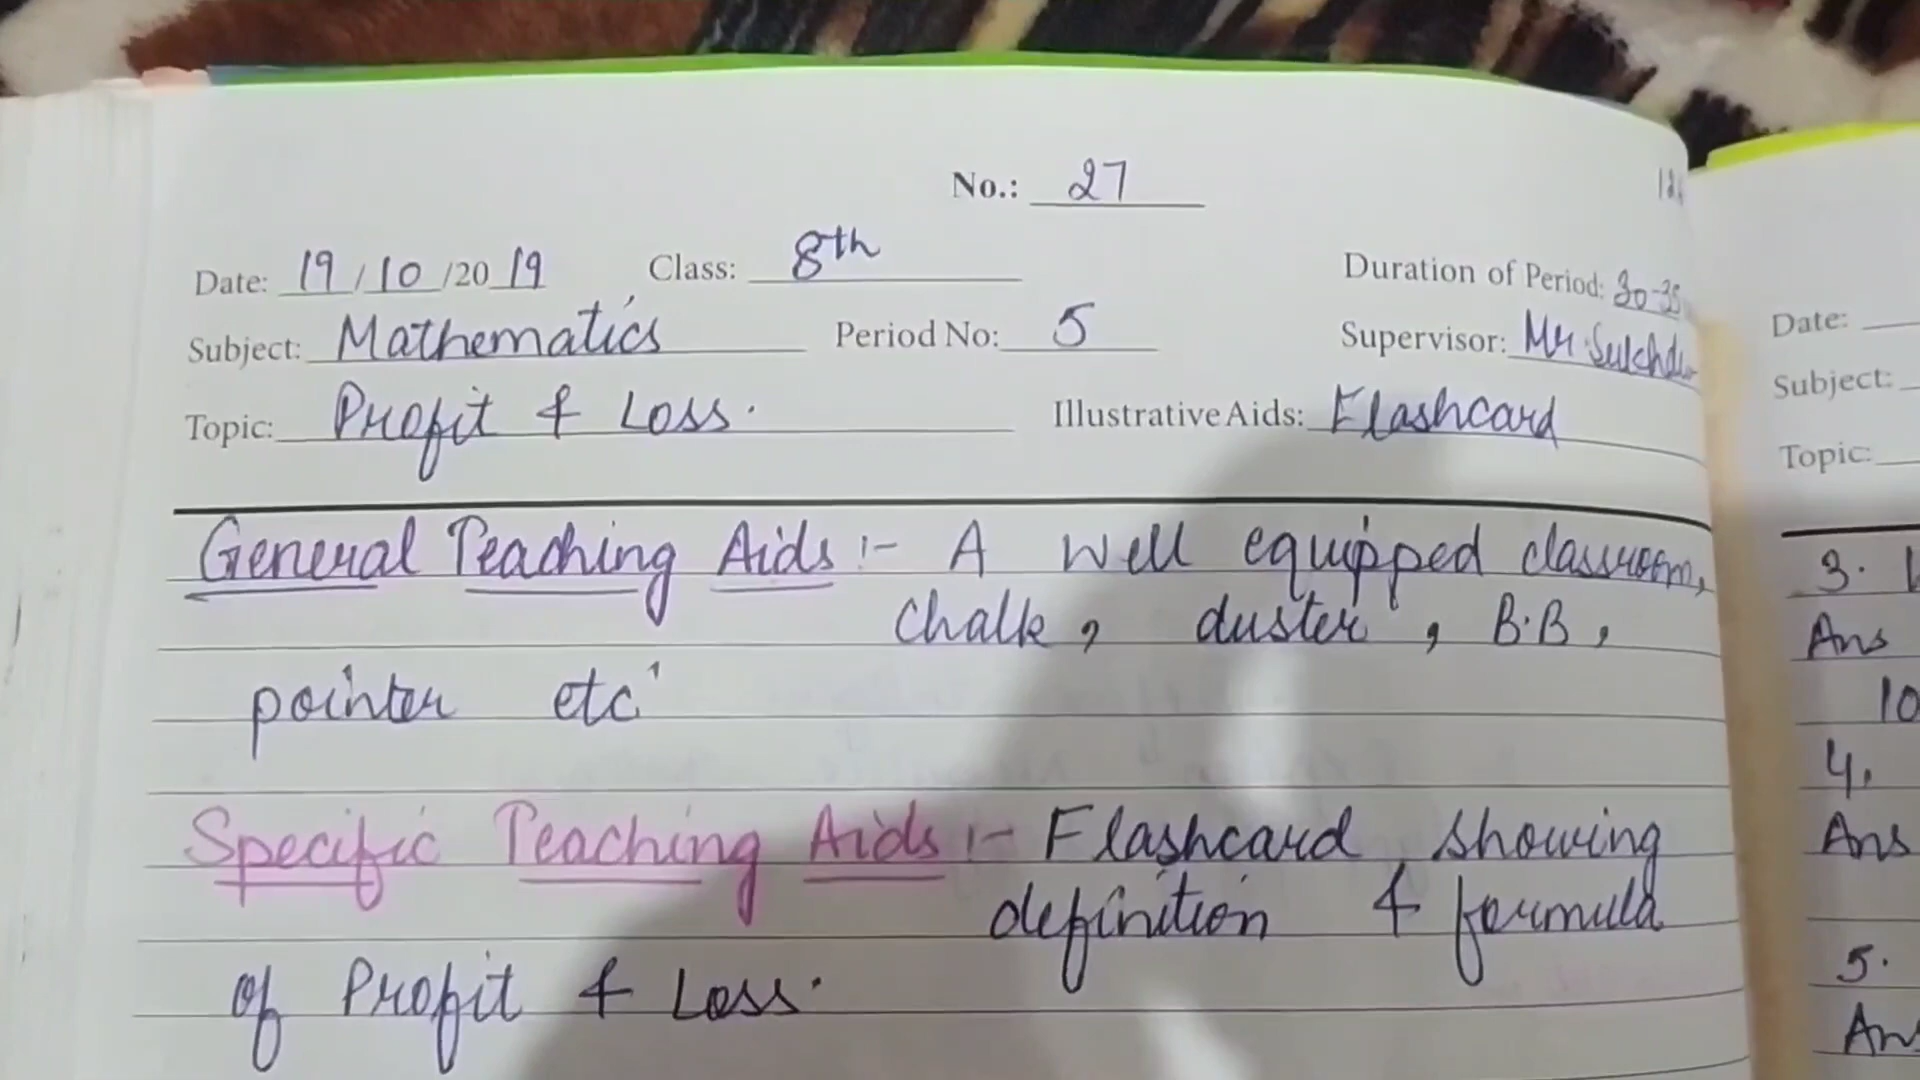 No.: 27
Date: 19/10/2019 Class: 8th Duration of Period: 30-35
Subject: Mathematics Period No: 5 Supervisor: Mr.
Topic: Profit & Loss. Illustrative Aids: Flashcard
General Teaching Aids :- A well equipped classroom,
chalk, duster, B.B,
pointer etc.
Specific Teaching Aids :- Flashcard showing
definition & formula
of Profit & Loss.
Date:
Subject:
Topic:
3.
Ans
10
4.
Ans
5.
Ans